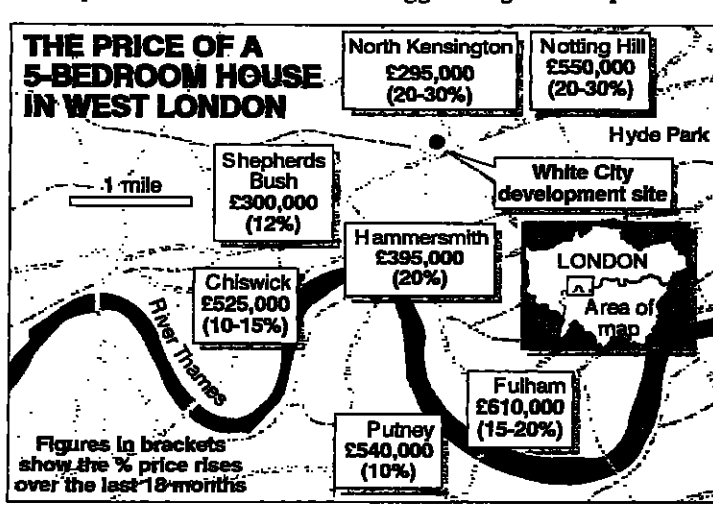 THE PRICE OF A
5-BEDROOM HOUSE
IN WEST LONDON
North Kensington
£295,000
(20-30%)
Notting Hill
£550,000
(20-30%)
Hyde Park
White City
development site
1 mile
Shepherds
Bush
£300,000
(12%)
Hammersmith
£395,000
(20%)
LONDON
Area of
map
Chiswick
£525,000
(10-15%)
River Thames
Fulham
£610,000
(15-20%)
Putney
£540,000
(10%)
Figures in brackets
show the % price rises
over the last 18 months